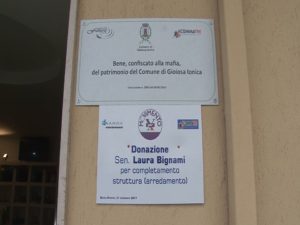 Bene, confiscato alla mafia,
del patrimonio del Comune di Gioiosa Ionica
MOVIMENTO
"Donazione"
Sen. Laura Bignami
per completamento
struttura (arredamento)